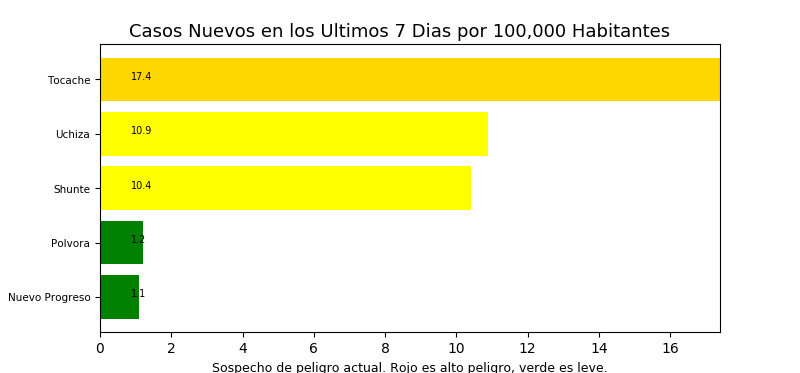 Casos Nuevos en los Ultimos 7 Dias por 100,000 Habitantes
Tocache 17.4
Uchiza 10.9
Shunte 10.4
Polvora 1.2
Nuevo Progreso 1.1
0 2 4 6 8 10 12 14 16
Sospecho de peligro actual. Rojo es alto peligro, verde es leve.